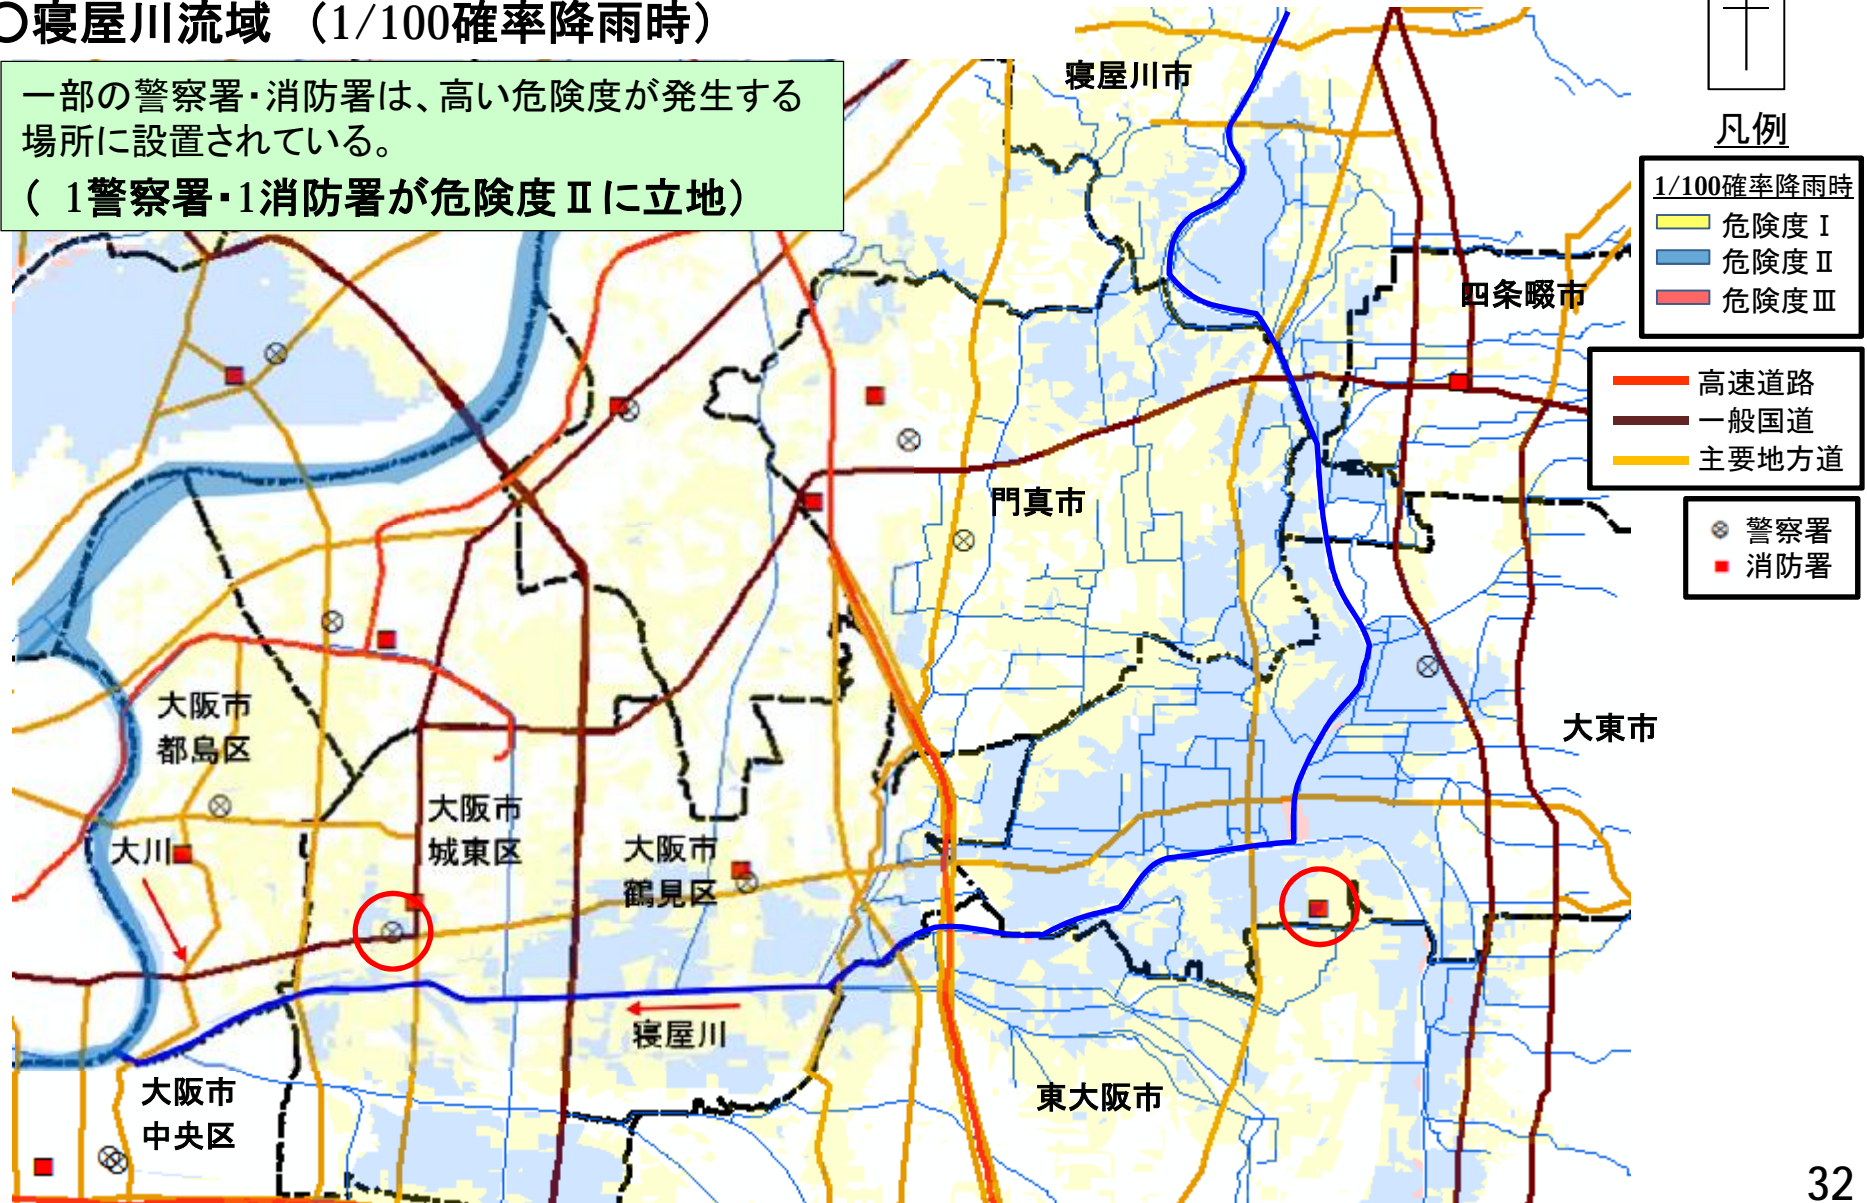 〇寝屋川流域 （1/100確率降雨時）
一部の警察署・消防署は、高い危険度が発生する
場所に設置されている。
（ 1警察署・1消防署が危険度Ⅱに立地）
寝屋川市
四条畷市
門真市
大東市
大阪市
都島区
大阪市
城東区
大川
大阪市
鶴見区
寝屋川
大阪市
中央区
東大阪市
凡例
1/100確率降雨時
危険度Ⅰ
危険度Ⅱ
危険度Ⅲ
高速道路
一般国道
主要地方道
警察署
消防署
32